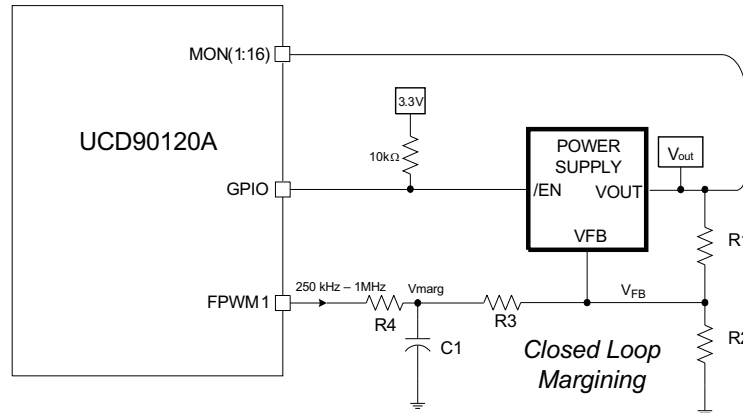 MON(1:16)
3.3V
UCD90120A
10kΩ
POWER
SUPPLY
Vout
GPIO
/EN
VOUT
VFB
R1
FPWM1
250 kHz – 1MHz
Vmarg
VFB
R4
R3
C1
R2
Closed Loop
Margining